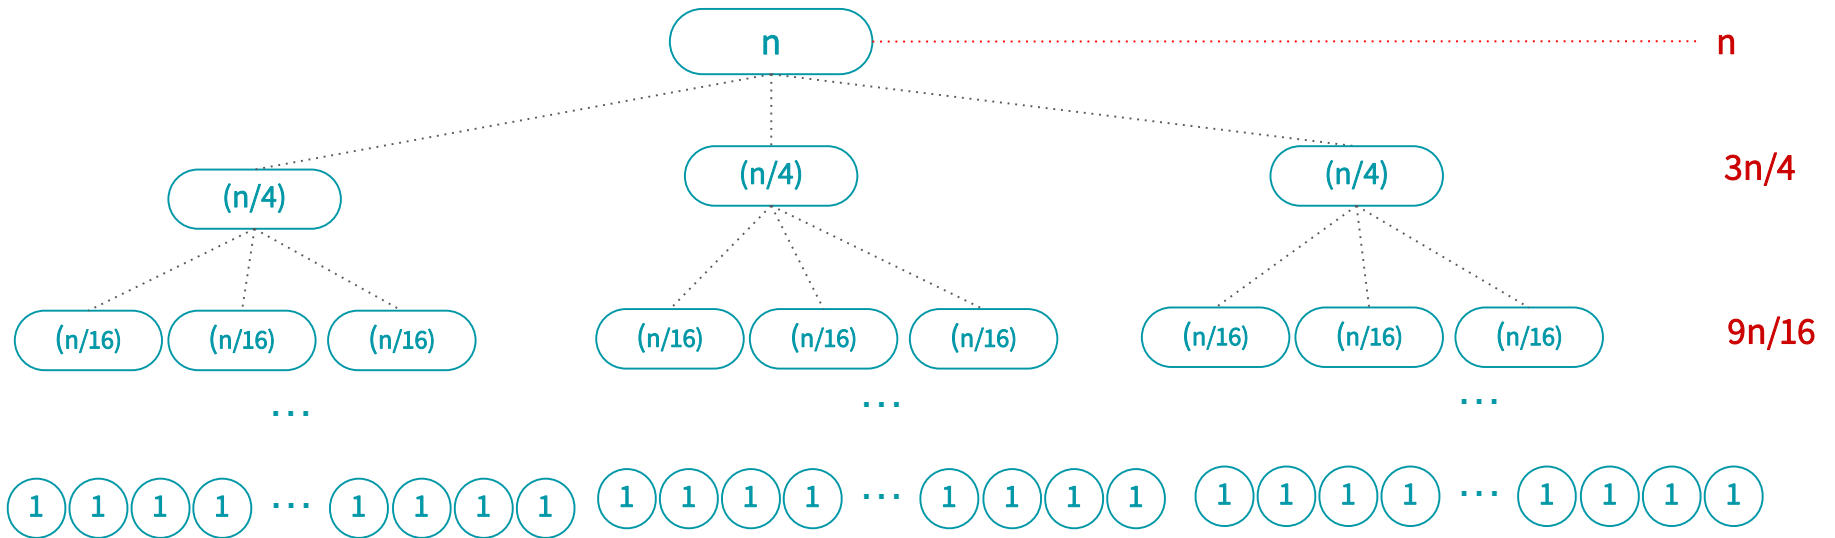 n n
(n/4) (n/4) (n/4) 3n/4
(n/16) (n/16) (n/16) (n/16) (n/16) (n/16) (n/16) (n/16) (n/16) 9n/16
... ... ...
1 1 1 1 ... 1 1 1 1 1 1 1 1 ... 1 1 1 1 1 1 1 1 ... 1 1 1 1